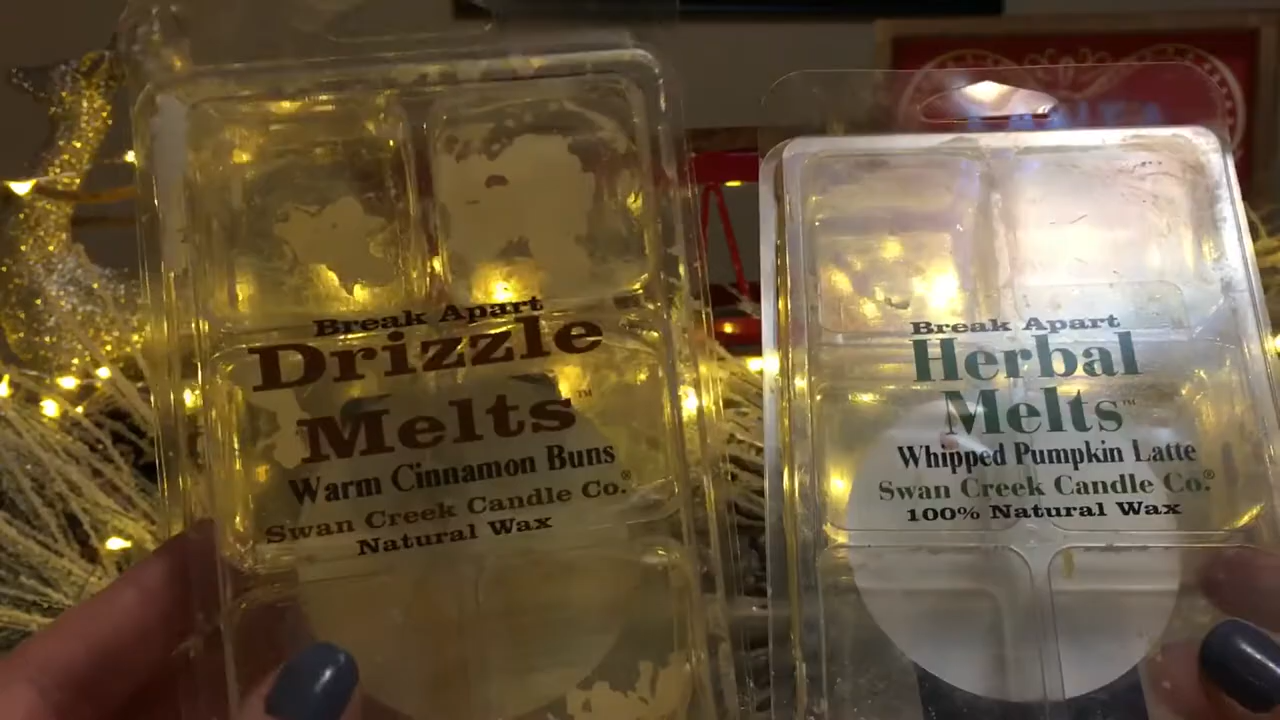 Break Apart
Drizzle
Melts™
Warm Cinnamon Buns
Swan Creek Candle Co.®
Natural Wax
Break Apart
Herbal
Melts™
Whipped Pumpkin Latte
Swan Creek Candle Co.®
100% Natural Wax